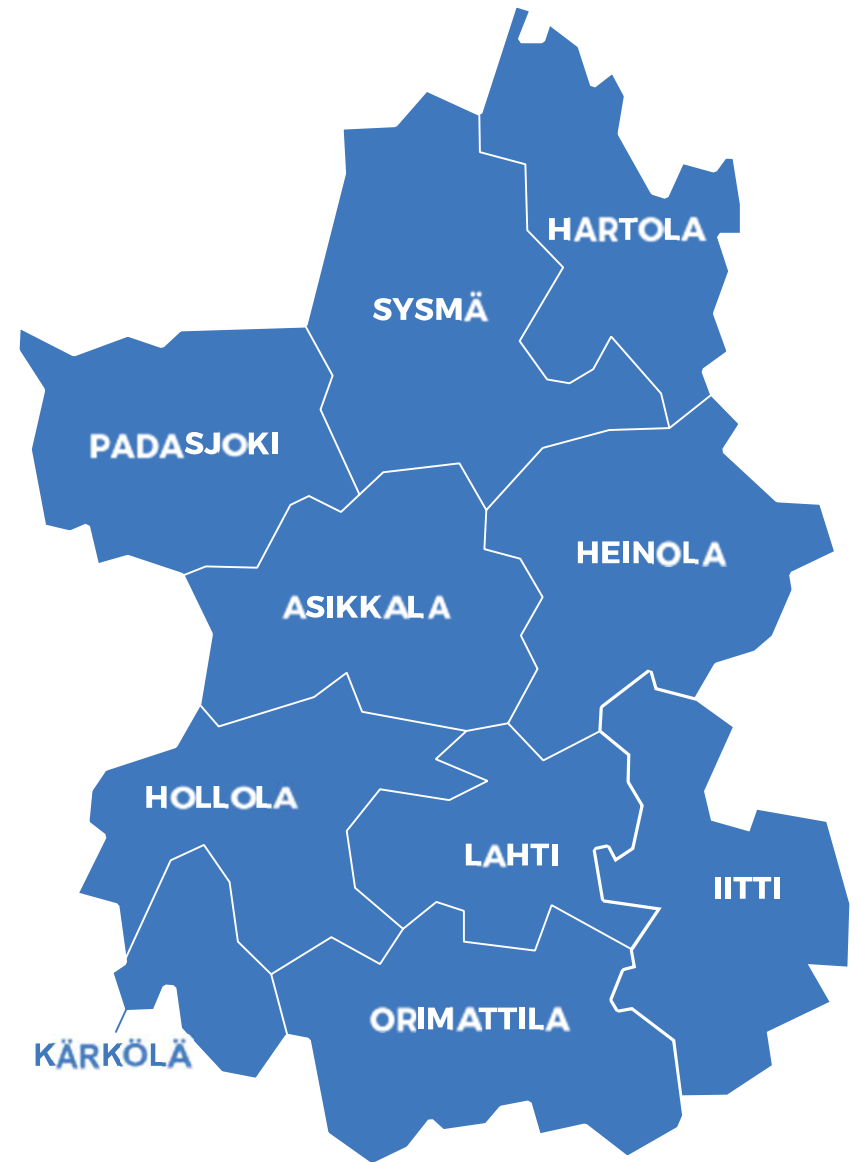 HARTOLA
SYSMÄ
PADASJOKI
HEINOLA
ASIKKALA
HOLLOLA
LAHTI
IITTI
ORIMATTILA
KÄRKÖLÄ